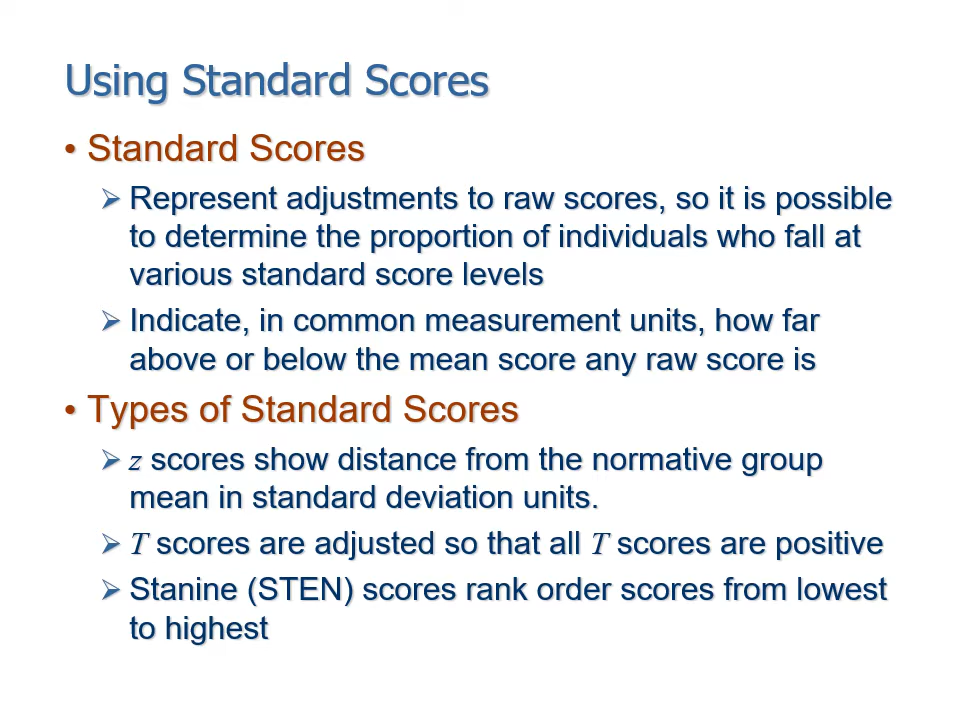 Using Standard Scores
• Standard Scores
➢ Represent adjustments to raw scores, so it is possible
to determine the proportion of individuals who fall at
various standard score levels
➢ Indicate, in common measurement units, how far
above or below the mean score any raw score is
• Types of Standard Scores
➢ z scores show distance from the normative group
mean in standard deviation units.
➢ T scores are adjusted so that all T scores are positive
➢ Stanine (STEN) scores rank order scores from lowest
to highest